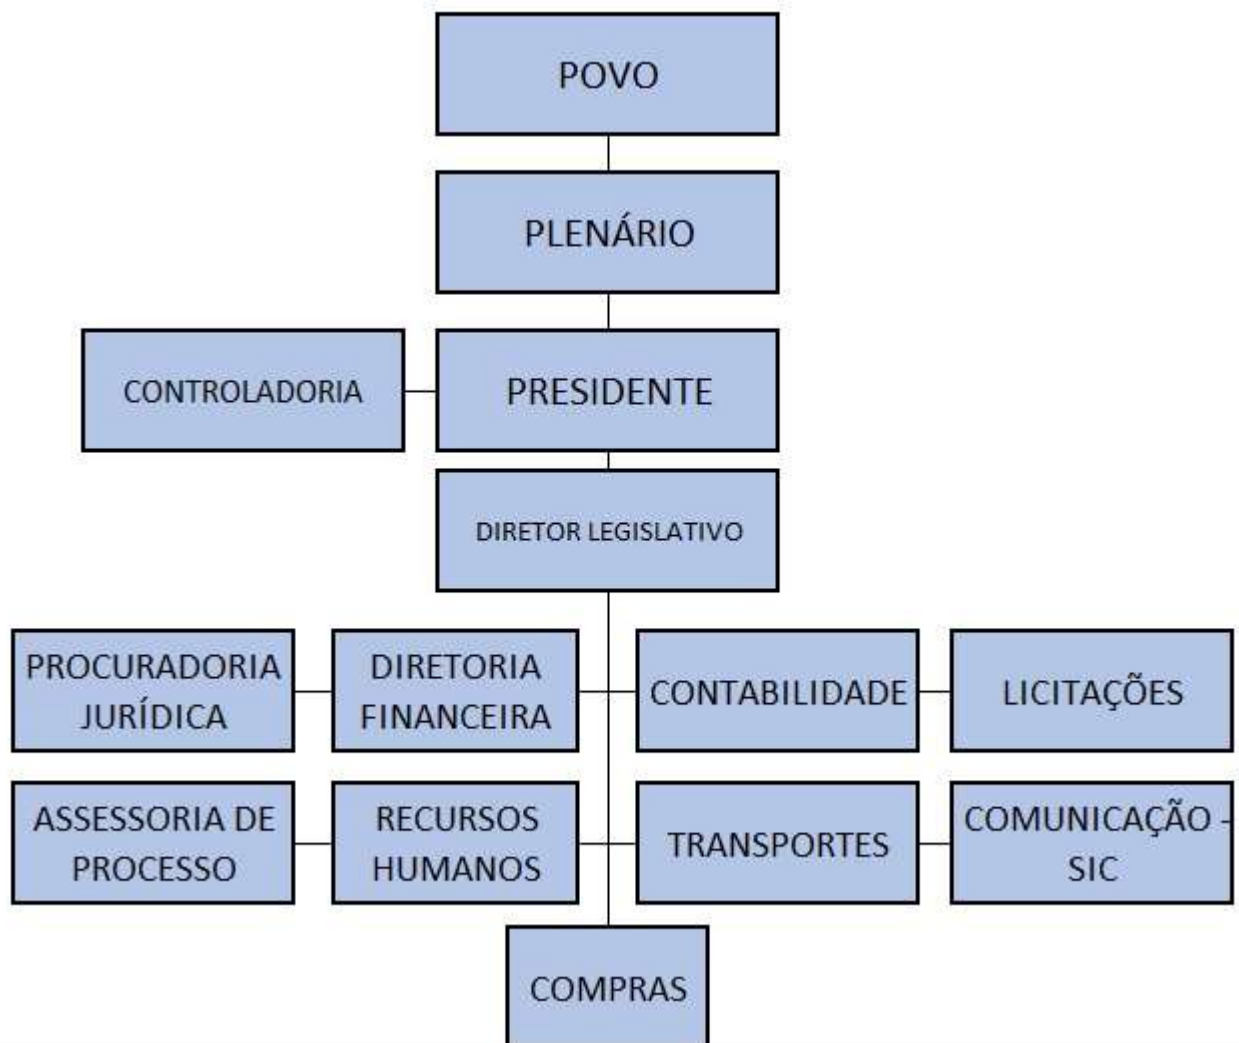 POVO
PLENÁRIO
CONTROLADORIA
PRESIDENTE
DIRETOR LEGISLATIVO
PROCURADORIA
JURÍDICA
DIRETORIA
FINANCEIRA
CONTABILIDADE
LICITAÇÕES
ASSESSORIA DE
PROCESSO
RECURSOS
HUMANOS
TRANSPORTES
COMUNICAÇÃO -
SIC
COMPRAS